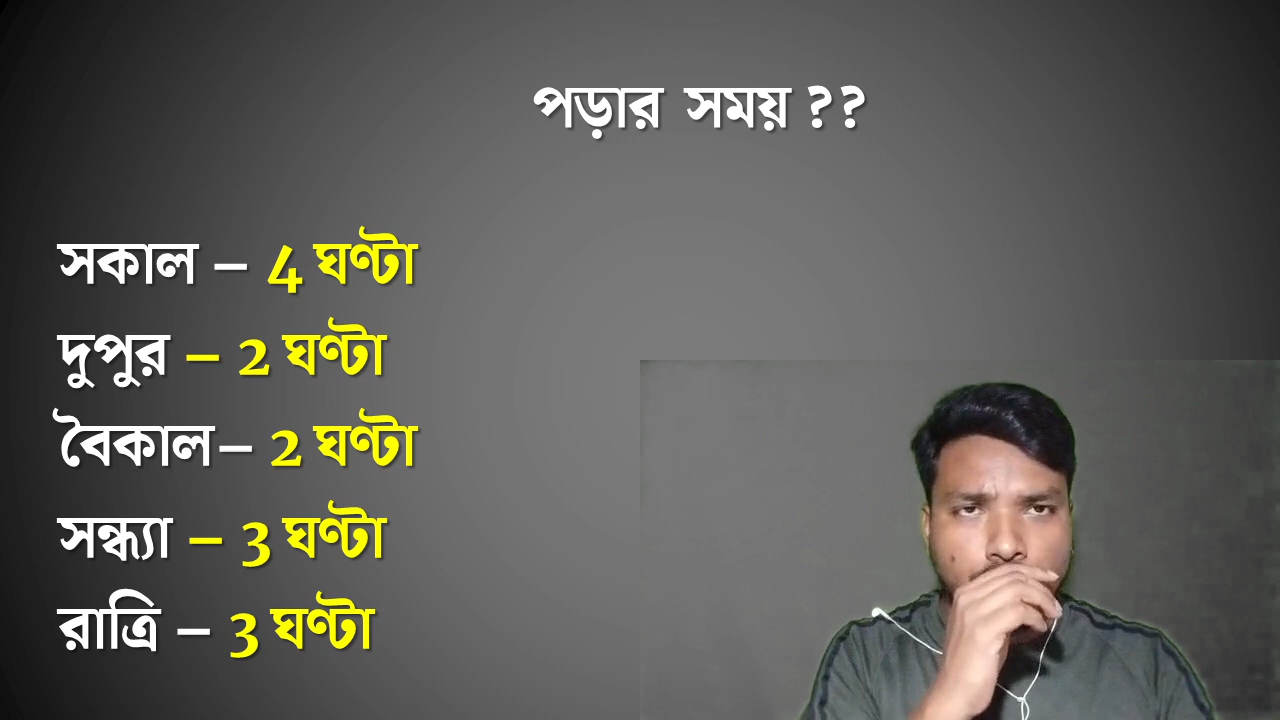 পড়ার সময় ??
সকাল – 4 ঘণ্টা
দুপুর – 2 ঘণ্টা
বৈকাল – 2 ঘণ্টা
সন্ধ্যা – 3 ঘণ্টা
রাত্রি – 3 ঘণ্টা